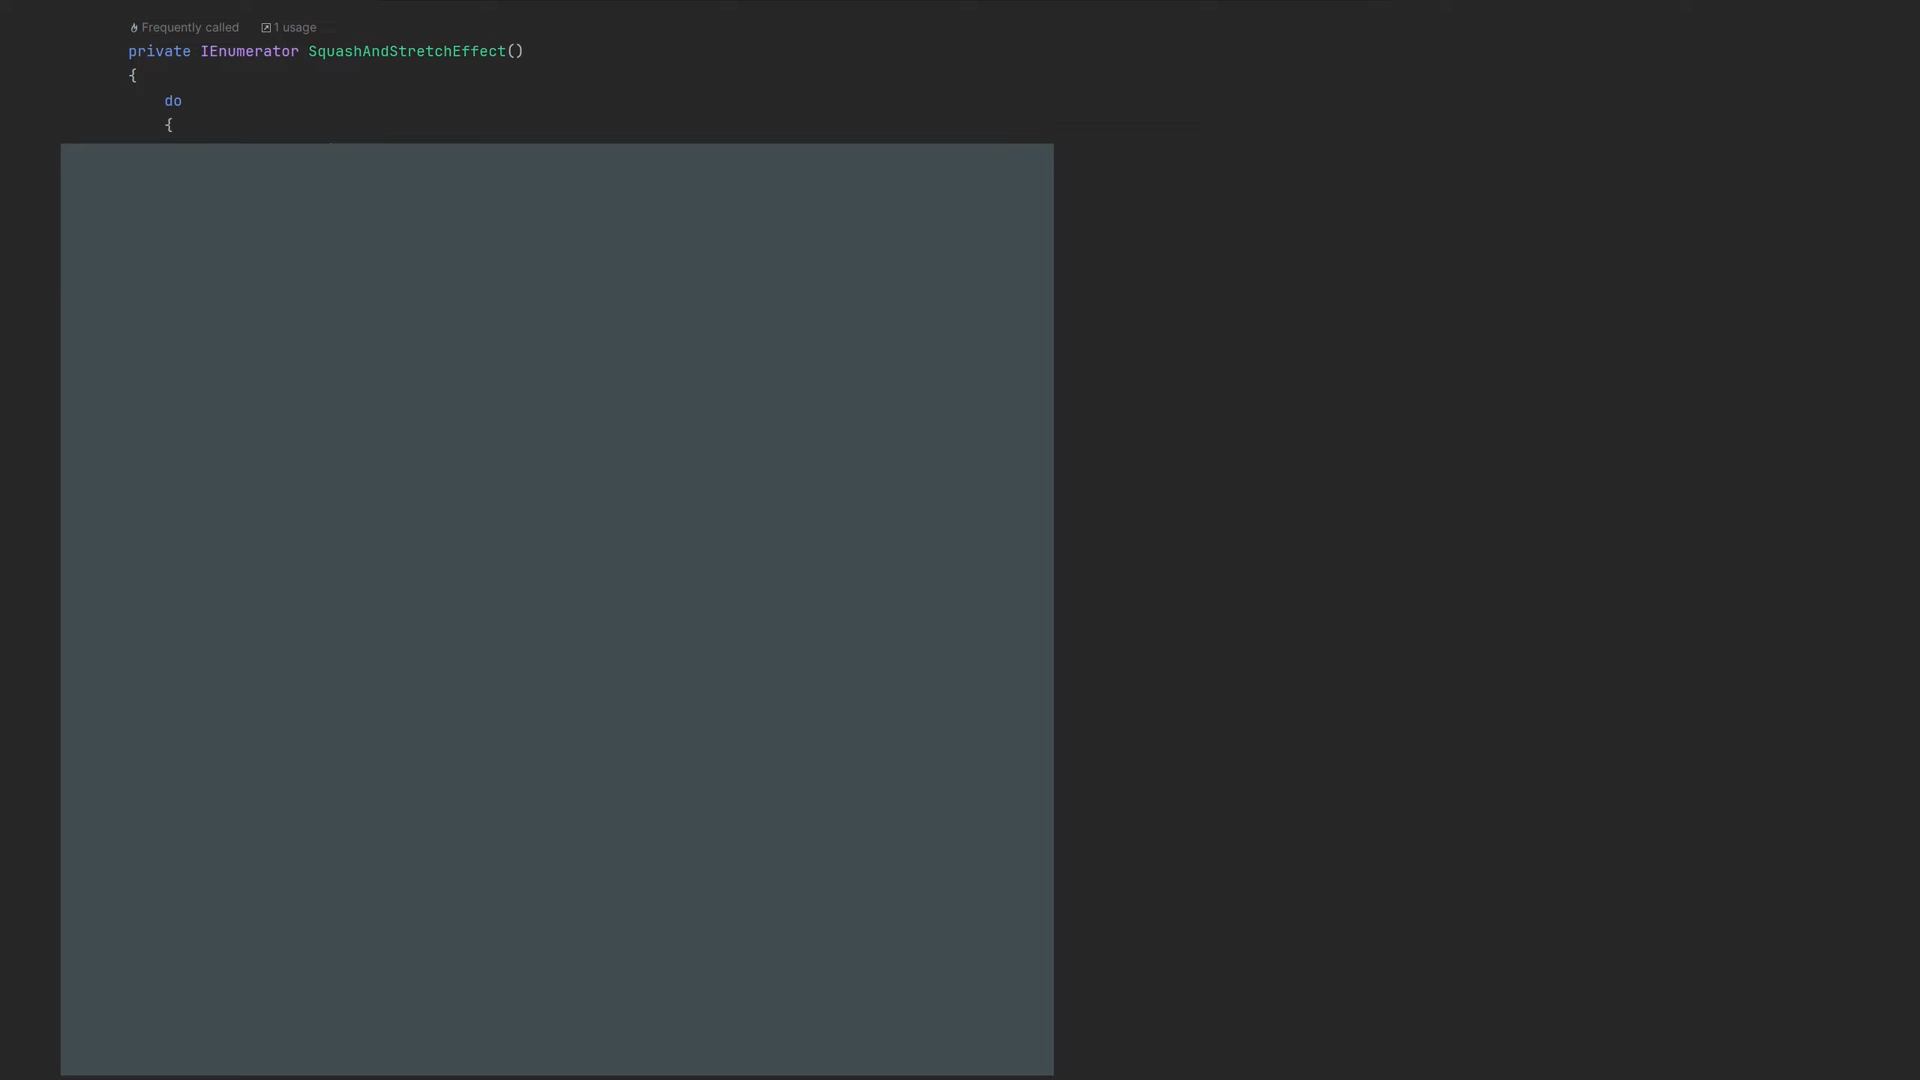 Frequently called 1 usage
private IEnumerator SquashAndStretchEffect()
{
do
{